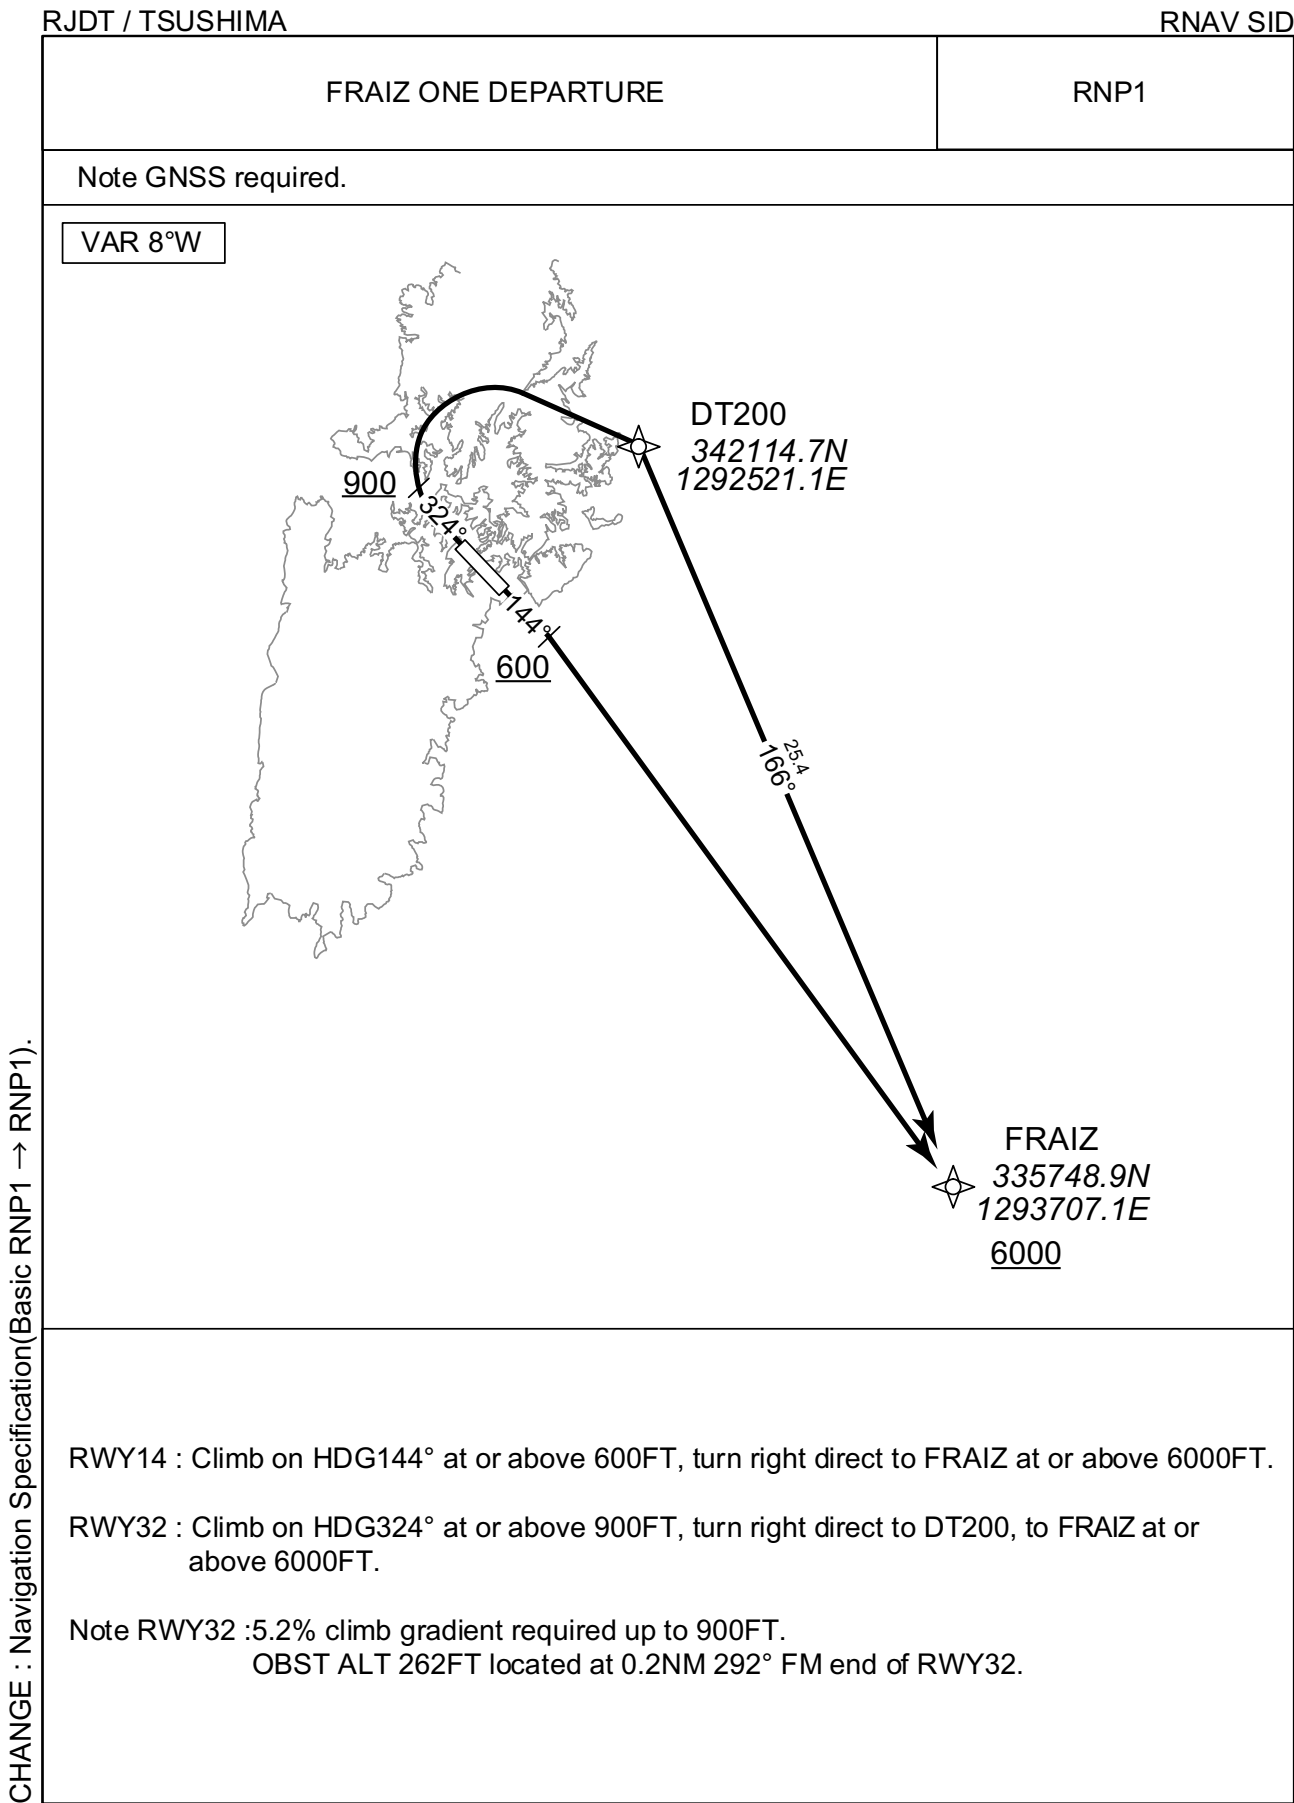 RJDT / TSUSHIMA
RNAV SID
FRAIZ ONE DEPARTURE
RNP1
Note GNSS required.
VAR 8°W
DT200
342114.7N
1292521.1E
900
324°
144°
600
25.4
166°
FRAIZ
335748.9N
1293707.1E
6000
RWY14 : Climb on HDG144° at or above 600FT, turn right direct to FRAIZ at or above 6000FT.
RWY32 : Climb on HDG324° at or above 900FT, turn right direct to DT200, to FRAIZ at or
above 6000FT.
Note RWY32 :5.2% climb gradient required up to 900FT.
OBST ALT 262FT located at 0.2NM 292° FM end of RWY32.
CHANGE : Navigation Specification(Basic RNP1 → RNP1).